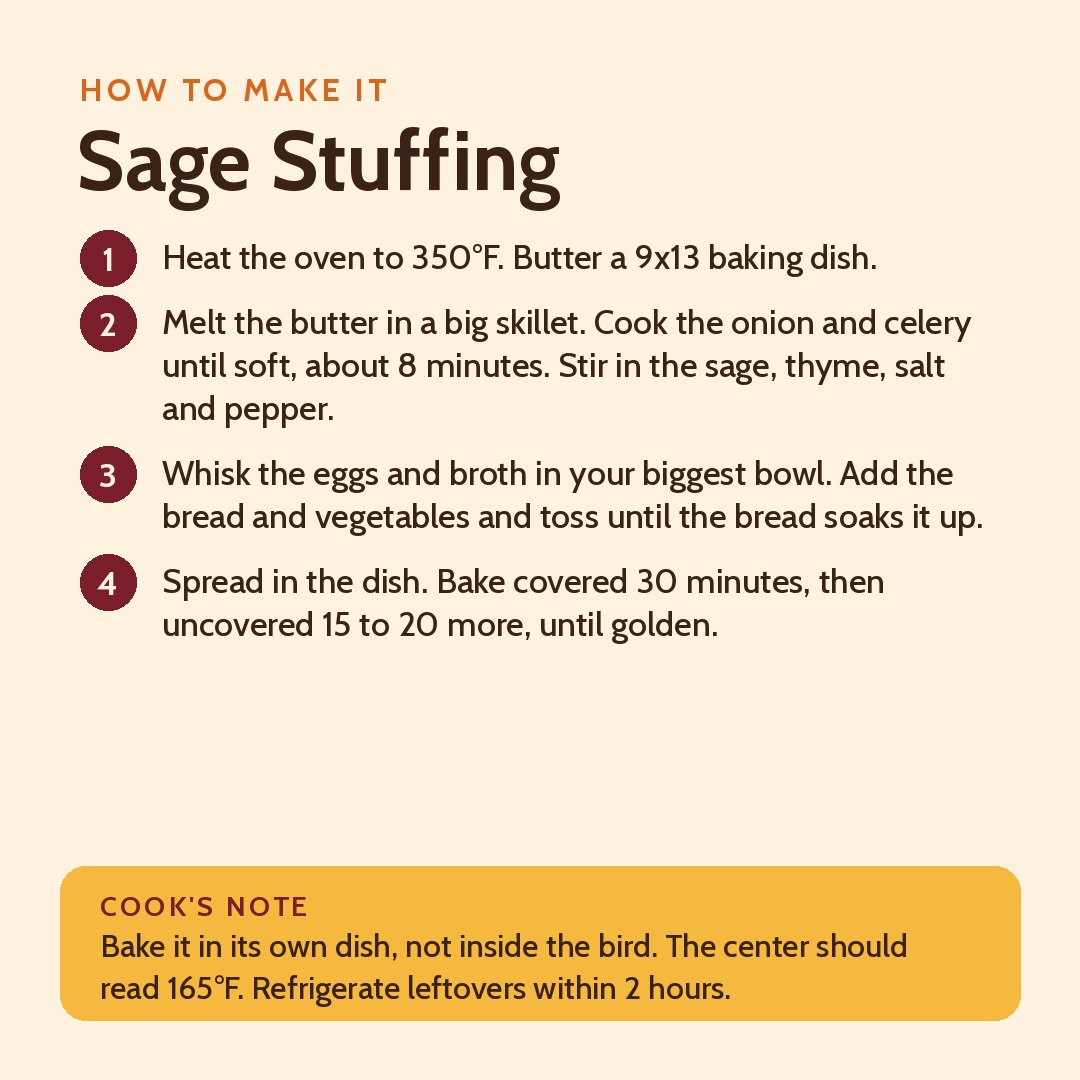 HOW TO MAKE IT
Sage Stuffing
1 Heat the oven to 350°F. Butter a 9x13 baking dish.
2 Melt the butter in a big skillet. Cook the onion and celery
until soft, about 8 minutes. Stir in the sage, thyme, salt
and pepper.
3 Whisk the eggs and broth in your biggest bowl. Add the
bread and vegetables and toss until the bread soaks it up.
4 Spread in the dish. Bake covered 30 minutes, then
uncovered 15 to 20 more, until golden.
COOK'S NOTE
Bake it in its own dish, not inside the bird. The center should
read 165°F. Refrigerate leftovers within 2 hours.